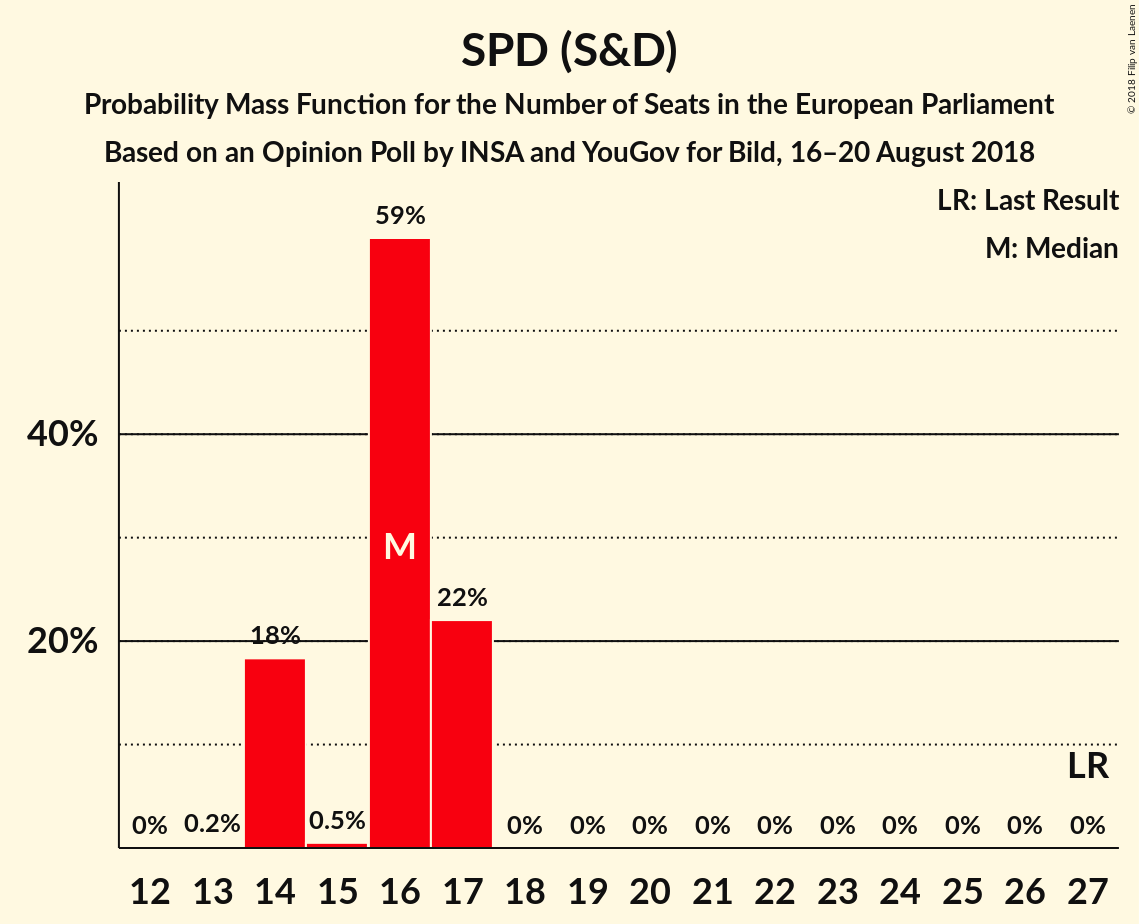 SPD (S&D)
Probability Mass Function for the Number of Seats in the European Parliament
Based on an Opinion Poll by INSA and YouGov for Bild, 16–20 August 2018
© 2018 Filip van Laenen
LR: Last Result
M: Median
59%
40%
M
22%
20%
18%
LR
0% 0.2% 0.5% 0% 0% 0% 0% 0% 0% 0% 0% 0% 0%
12 13 14 15 16 17 18 19 20 21 22 23 24 25 26 27